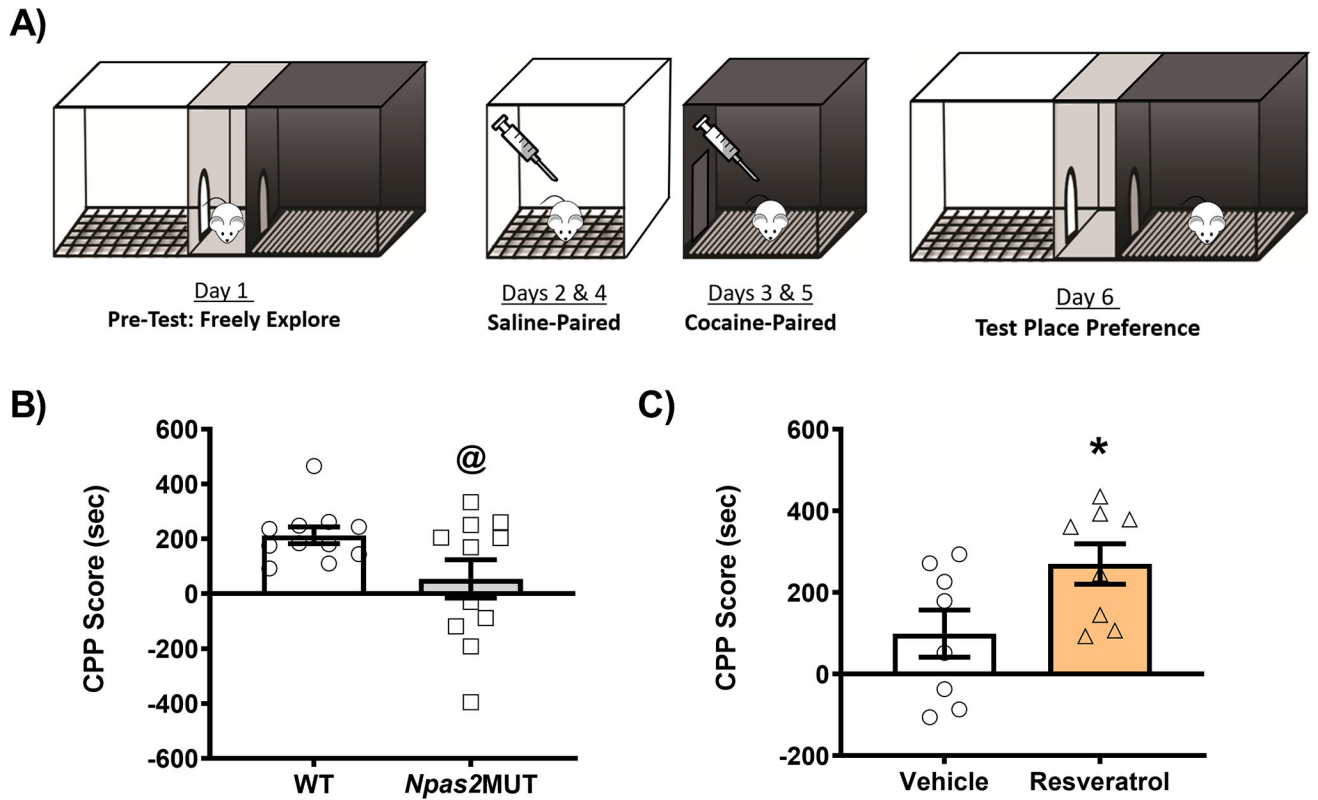 A)
Day 1
Pre-Test: Freely Explore
Days 2 & 4
Saline-Paired
Days 3 & 5
Cocaine-Paired
Day 6
Test Place Preference
B)
CPP Score (sec)
600
400
200
0
-200
-400
-600
@
WT
Npas2MUT
C)
CPP Score (sec)
600
400
200
0
-200
*
Vehicle
Resveratrol